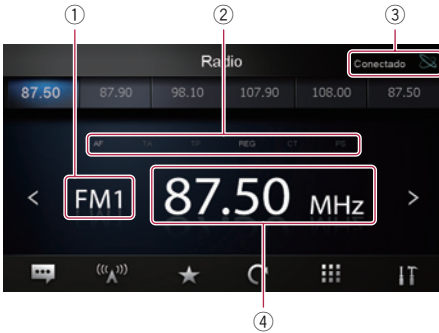 ① ② ③
Radio
Conectado
87.50 87.90 98.10 107.90 108.00 87.50
AF TA TP REG CT PS
< FM1 87.50 MHz >
④